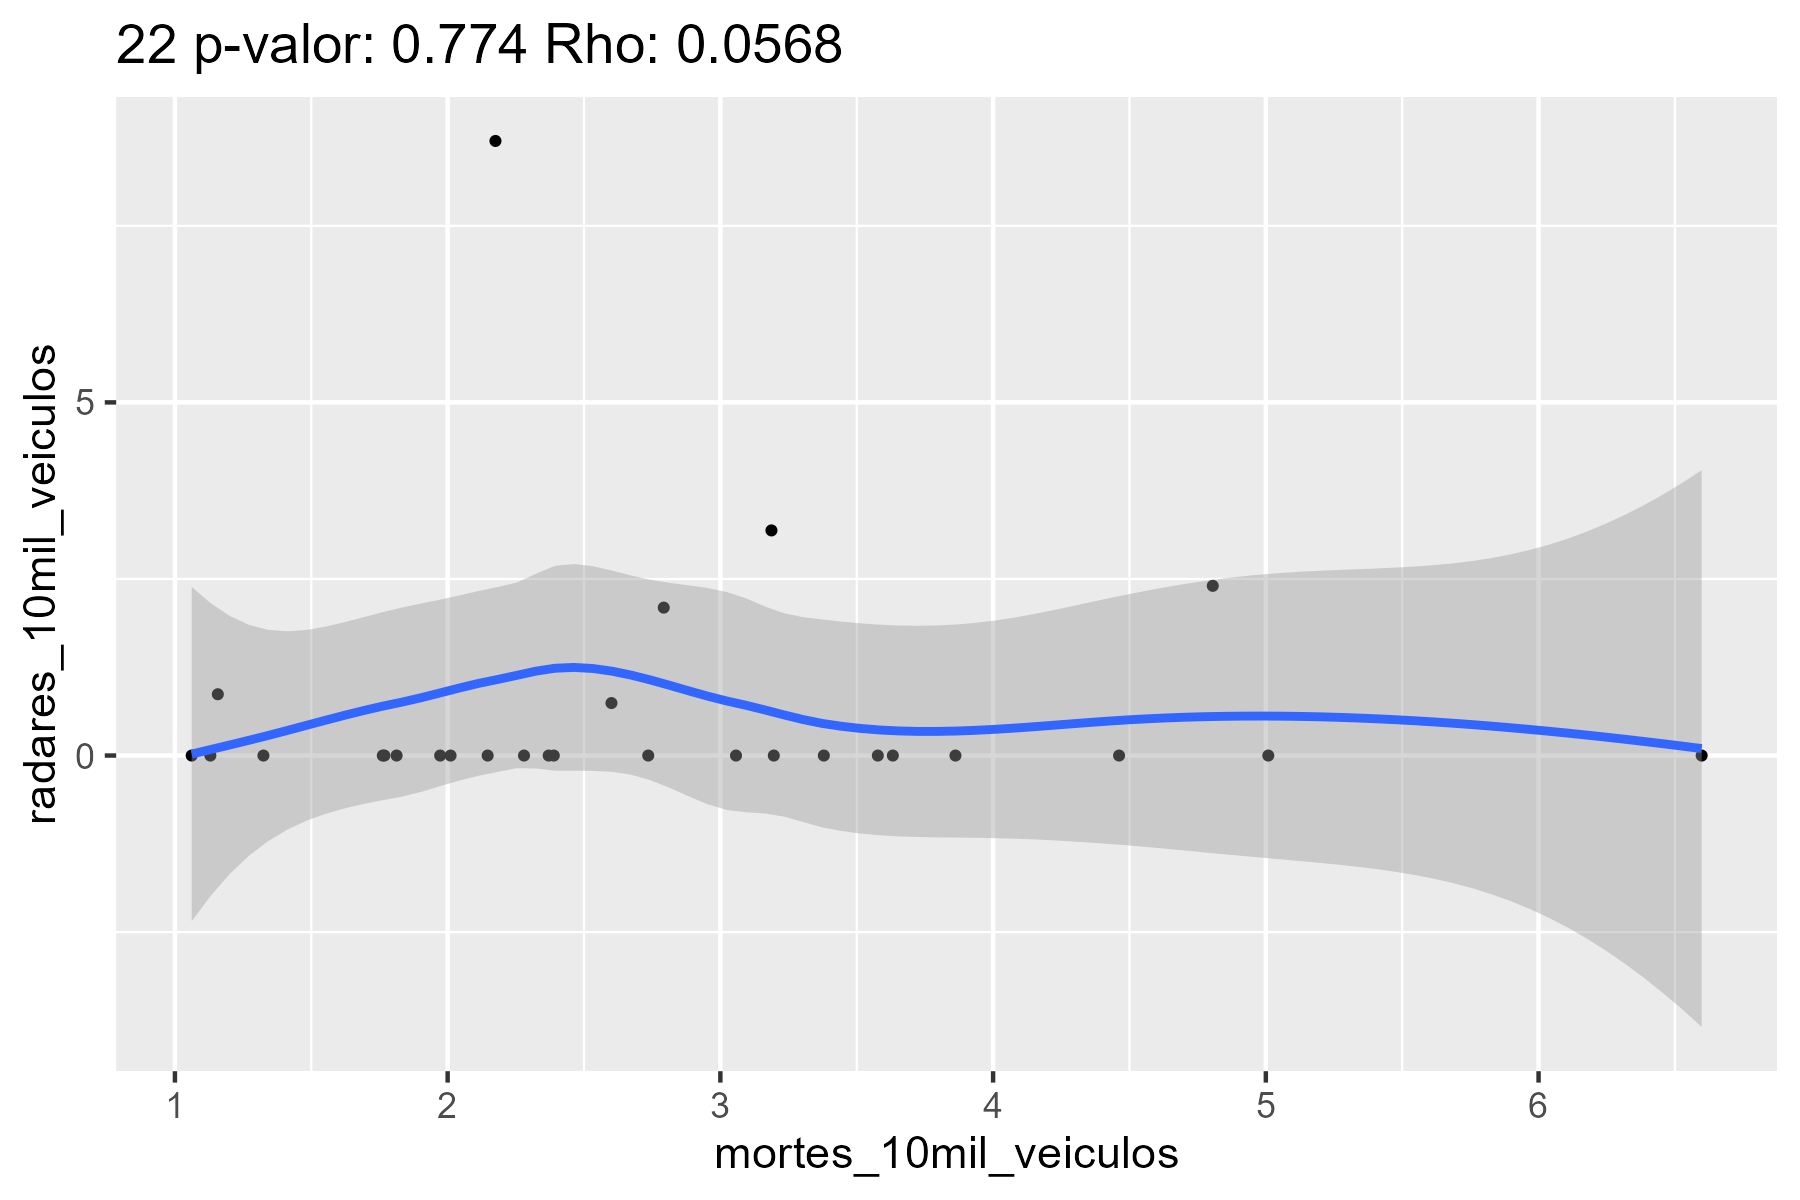 22 p-valor: 0.774 Rho: 0.0568
radares_10mil_veiculos
5
0
1 2 3 4 5 6
mortes_10mil_veiculos